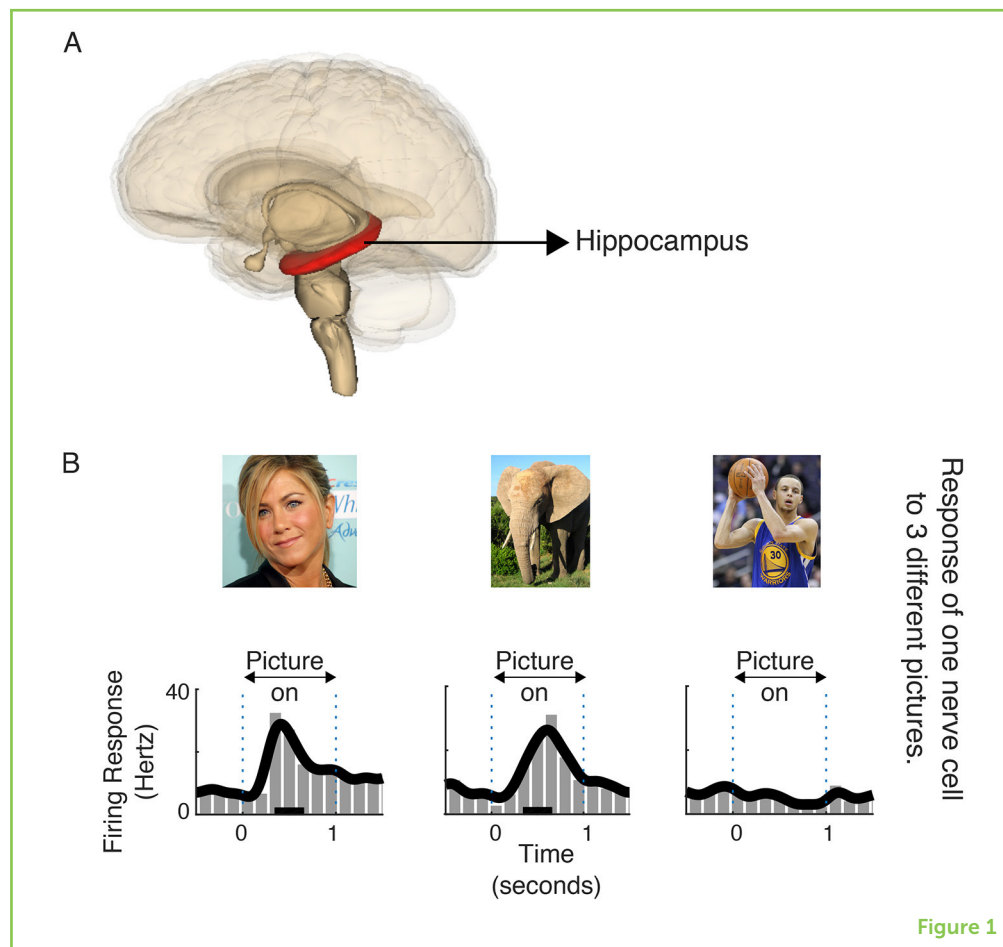 A
Hippocampus
B
Response of one nerve cell
to 3 different pictures.
30
WARRIORS
Picture
on
Picture
on
Picture
on
Firing Response
(Hertz)
40
0
0
1
0
1
0
1
Time
(seconds)
Figure 1